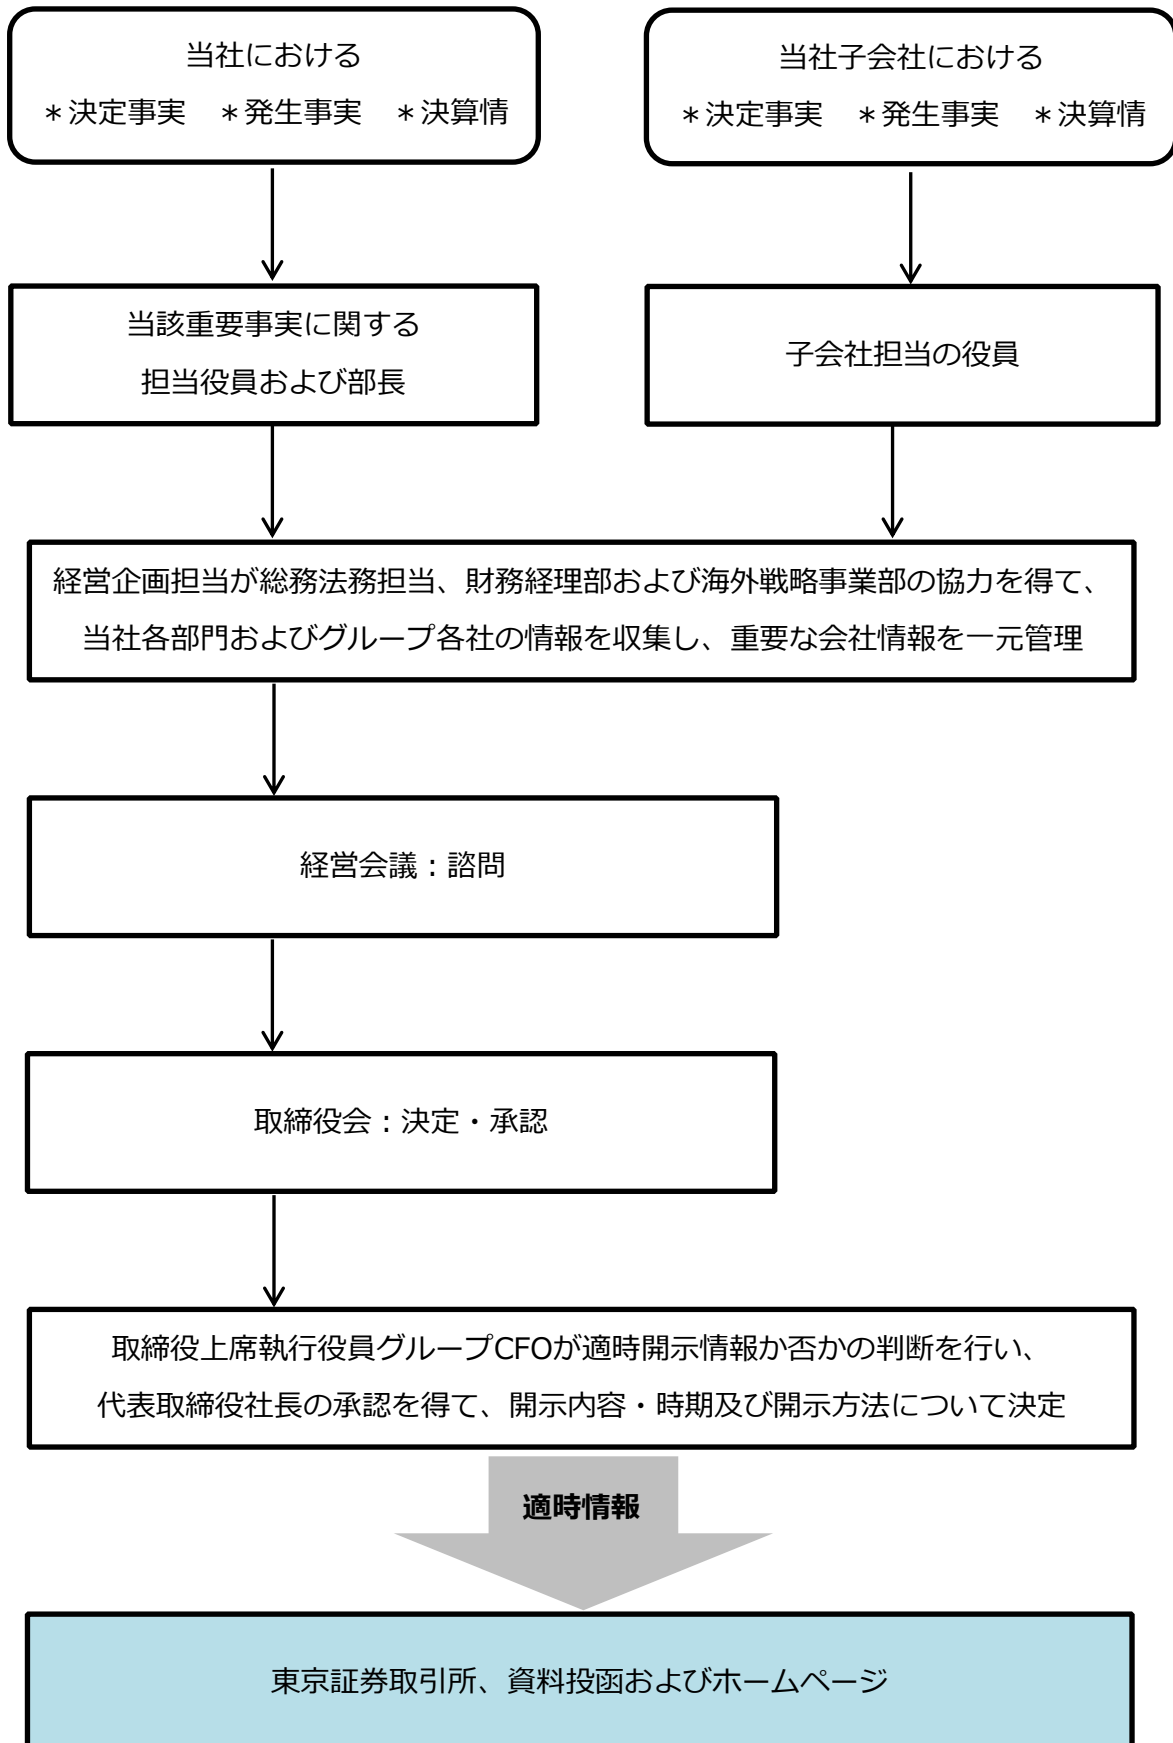 当社における
＊決定事実　＊発生事実　＊決算情
当社子会社における
＊決定事実　＊発生事実　＊決算情
当該重要事実に関する
担当役員および部長
子会社担当の役員
経営企画担当が総務法務担当、財務経理部および海外戦略事業部の協力を得て、
当社各部門およびグループ各社の情報を収集し、重要な会社情報を一元管理
経営会議：諮問
取締役会：決定・承認
取締役上席執行役員グループCFOが適時開示情報か否かの判断を行い、
代表取締役社長の承認を得て、開示内容・時期及び開示方法について決定
適時情報
東京証券取引所、資料投函およびホームページ